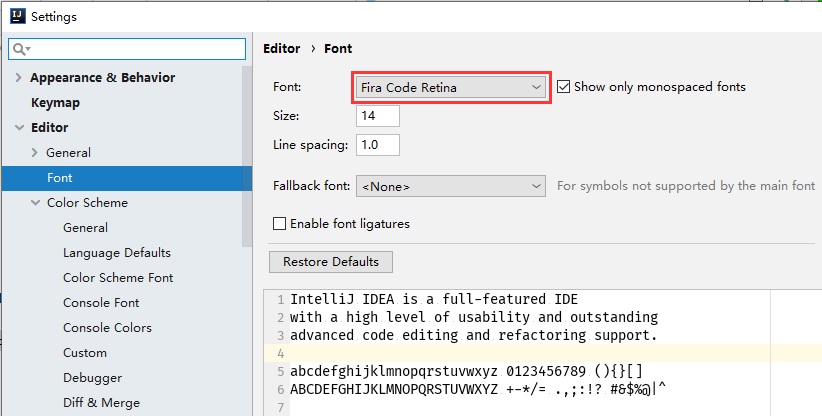 IJ Settings
Appearance & Behavior
Keymap
Editor
General
Font
Color Scheme
General
Language Defaults
Color Scheme Font
Console Font
Console Colors
Custom
Debugger
Diff & Merge
Editor › Font
Font: Fira Code Retina Show only monospaced fonts
Size: 14
Line spacing: 1.0
Fallback font: <None> For symbols not supported by the main font
Enable font ligatures
Restore Defaults
1 IntelliJ IDEA is a full-featured IDE
2 with a high level of usability and outstanding
3 advanced code editing and refactoring support.
4
5 abcdefghijklmnopqrstuvwxyz 0123456789 (){}[]
6 ABCDEFGHIJKLMNOPQRSTUVWXYZ +-*/= .,;:!? #&$%@|^
7